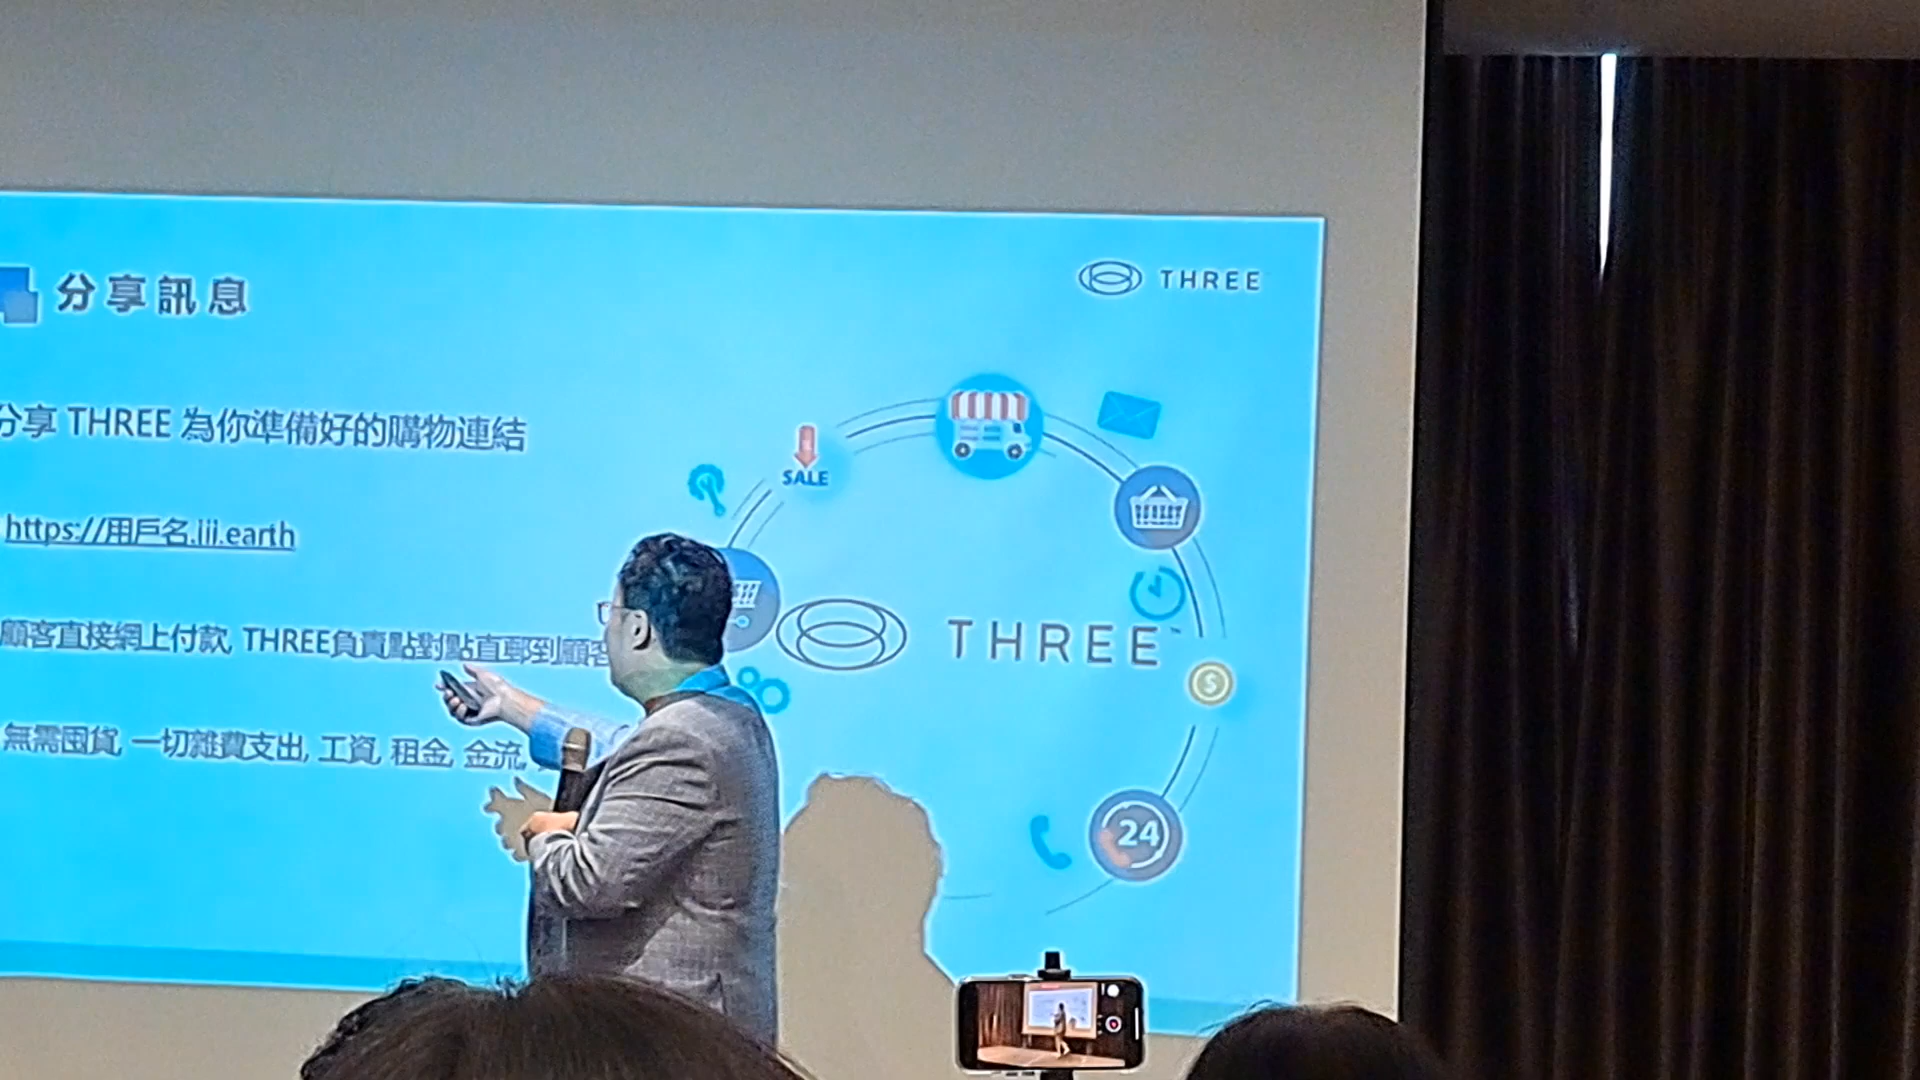 分享訊息
THREE
分享 THREE 為你準備好的購物連結
SALE
https://用戶名.iii.earth
顧客直接網上付款, THREE負責點對點直郵到顧客
THREE
$
無需囤貨, 一切雜費支出, 工資, 租金, 金流,
24